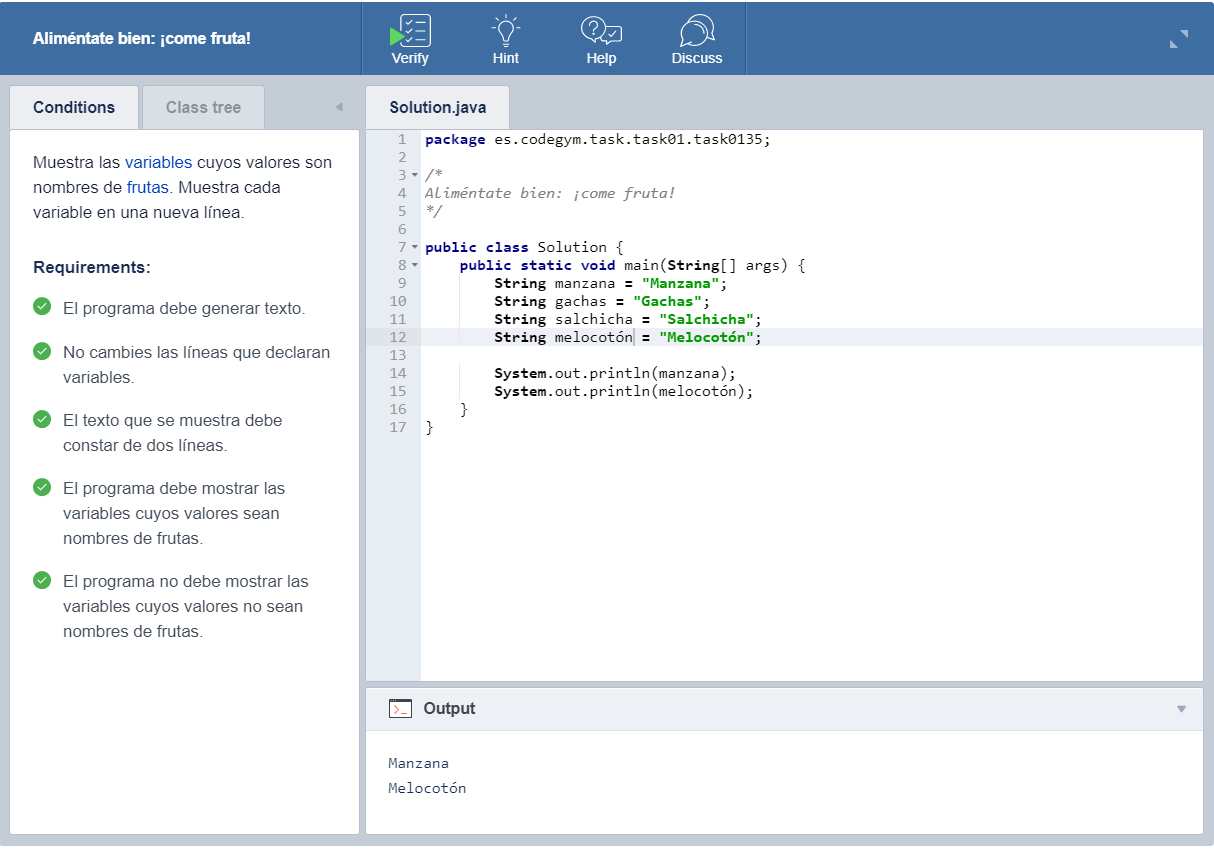 Aliméntate bien: ¡come fruta!
Verify
Hint
Help
Discuss
Conditions
Class tree
Muestra las variables cuyos valores son
nombres de frutas. Muestra cada
variable en una nueva línea.
Requirements:
El programa debe generar texto.
No cambies las líneas que declaran
variables.
El texto que se muestra debe
constar de dos líneas.
El programa debe mostrar las
variables cuyos valores sean
nombres de frutas.
El programa no debe mostrar las
variables cuyos valores no sean
nombres de frutas.
Solution.java
1 package es.codegym.task.task01.task0135;
2
3 /*
4 Aliméntate bien: ¡come fruta!
5 */
6
7 public class Solution {
8     public static void main(String[] args) {
9         String manzana = "Manzana";
10         String gachas = "Gachas";
11         String salchicha = "Salchicha";
12         String melocotón = "Melocotón";
13
14         System.out.println(manzana);
15         System.out.println(melocotón);
16     }
17 }
Output
Manzana
Melocotón